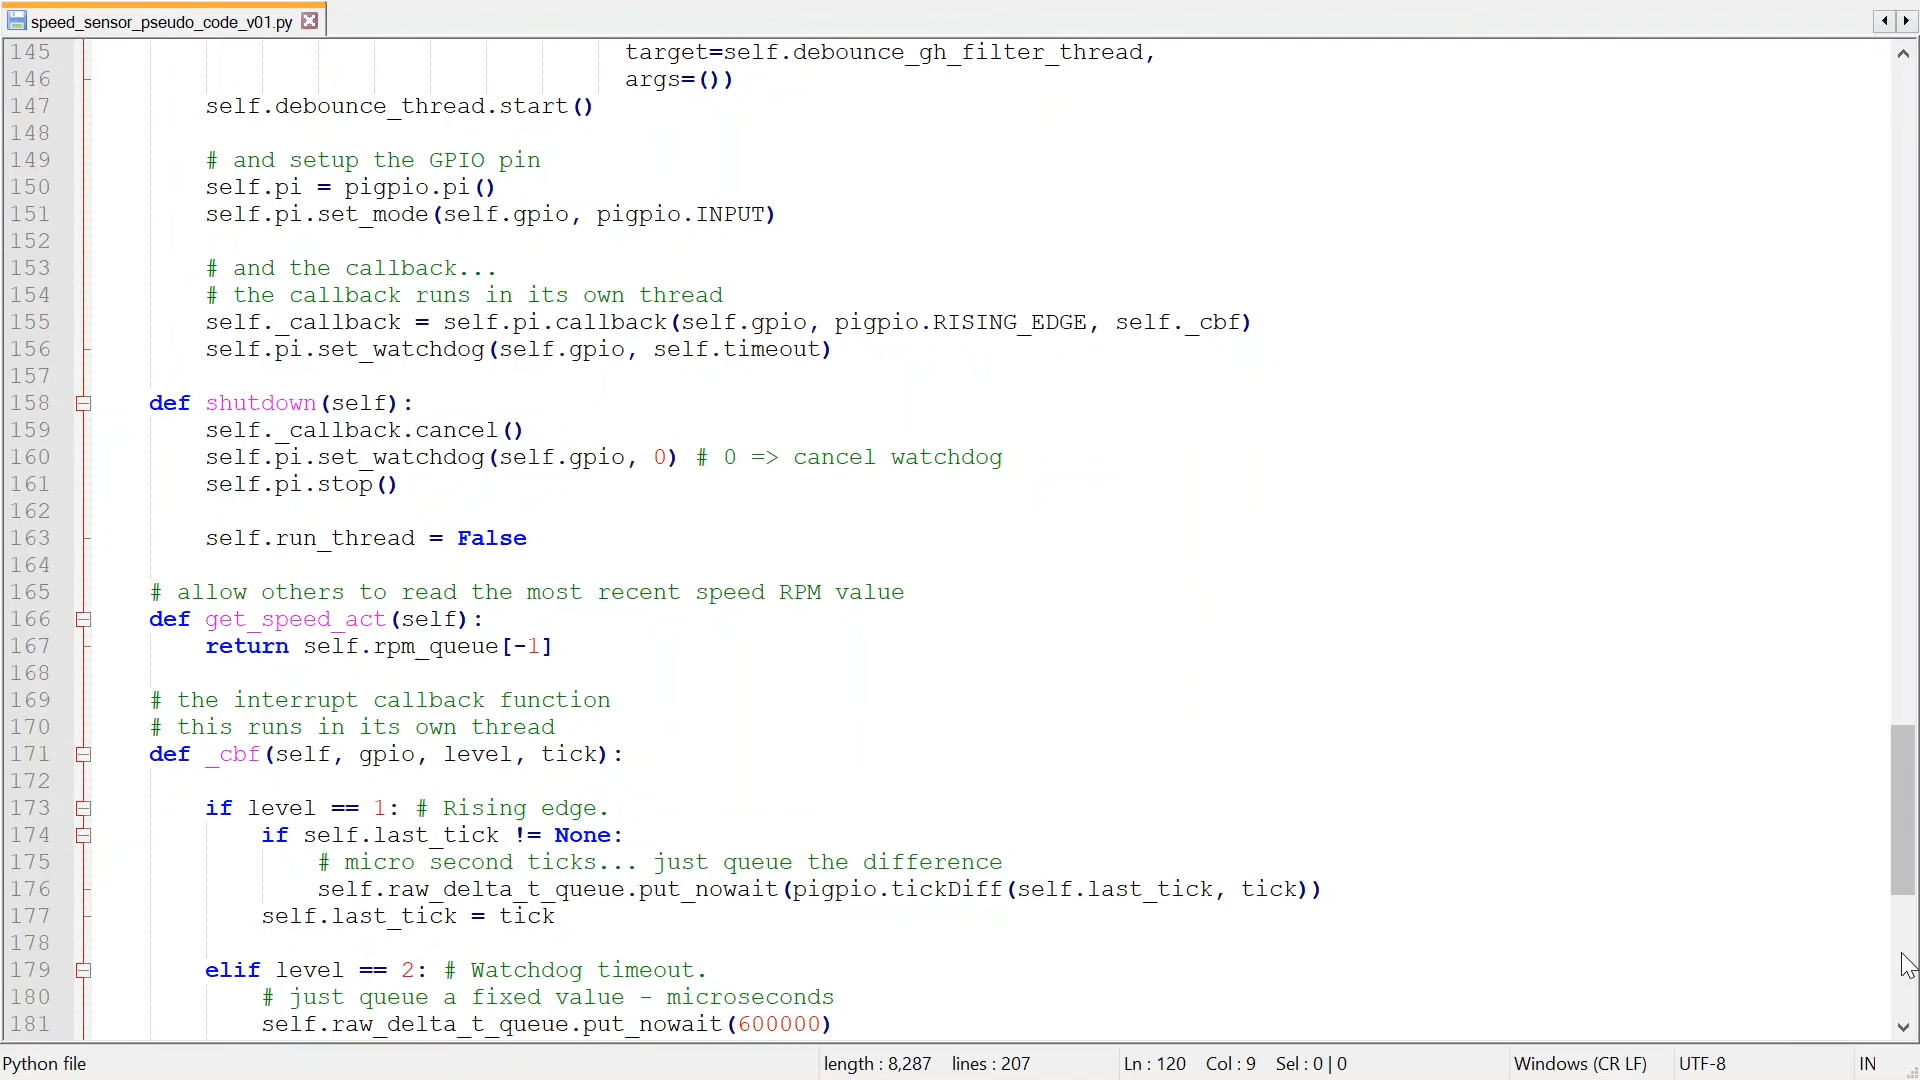 speed_sensor_pseudo_code_v01.py
145 target=self.debounce_gh_filter_thread,
146 args=())
147 self.debounce_thread.start()
148
149 # and setup the GPIO pin
150 self.pi = pigpio.pi()
151 self.pi.set_mode(self.gpio, pigpio.INPUT)
152
153 # and the callback...
154 # the callback runs in its own thread
155 self._callback = self.pi.callback(self.gpio, pigpio.RISING_EDGE, self._cbf)
156 self.pi.set_watchdog(self.gpio, self.timeout)
157
158 def shutdown(self):
159 self._callback.cancel()
160 self.pi.set_watchdog(self.gpio, 0) # 0 => cancel watchdog
161 self.pi.stop()
162
163 self.run_thread = False
164
165 # allow others to read the most recent speed RPM value
166 def get_speed_act(self):
167 return self.rpm_queue[-1]
168
169 # the interrupt callback function
170 # this runs in its own thread
171 def _cbf(self, gpio, level, tick):
172
173 if level == 1: # Rising edge.
174 if self.last_tick != None:
175 # micro second ticks... just queue the difference
176 self.raw_delta_t_queue.put_nowait(pigpio.tickDiff(self.last_tick, tick))
177 self.last_tick = tick
178
179 elif level == 2: # Watchdog timeout.
180 # just queue a fixed value - microseconds
181 self.raw_delta_t_queue.put_nowait(600000)
Python file length : 8,287 lines : 207 Ln : 120 Col : 9 Sel : 0 | 0 Windows (CR LF) UTF-8 IN